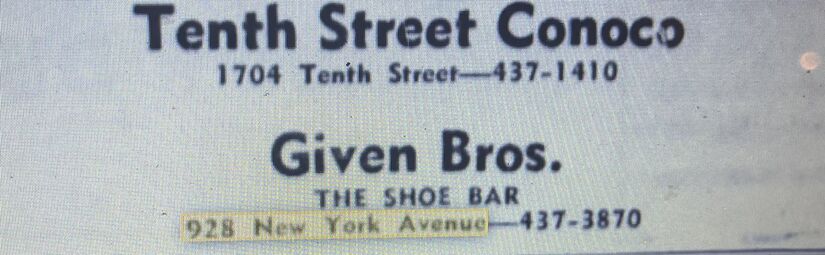 Tenth Street Conoco
1704 Tenth Street—437-1410
Given Bros.
THE SHOE BAR
928 New York Avenue—437-3870